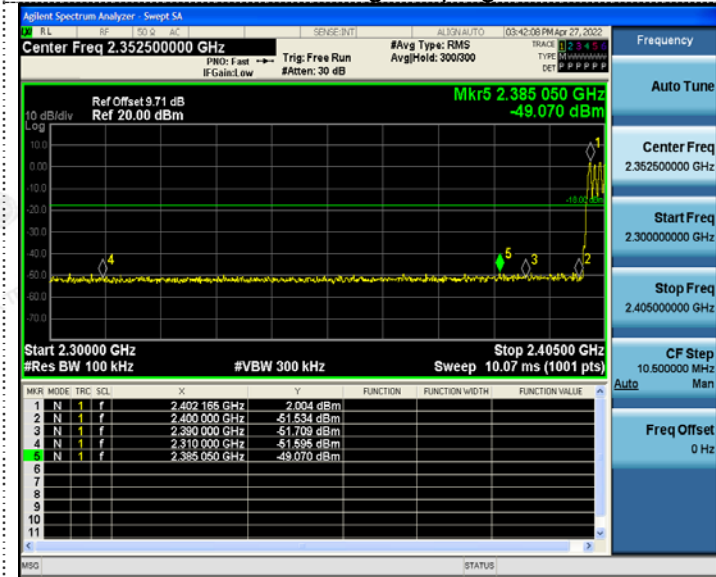 Agilent Spectrum Analyzer - Swept SA
RL RF 50 Ω AC SENSE:INT ALIGNAUTO 03:42:08 PM Apr 27, 2022
Center Freq 2.352500000 GHz
PNO: Fast
IFGain:Low
Trig: Free Run
#Atten: 30 dB
#Avg Type: RMS
Avg|Hold: 300/300
TRACE 1 2 3 4 5 6
TYPE M
DET P P P P P P
Ref Offset 9.71 dB
10 dB/div Ref 20.00 dBm
Log
Mkr5 2.385 050 GHz
-49.070 dBm
10.0
0.00
-10.0
-20.0
-30.0
-40.0
-50.0
-60.0
-70.0
-18.00 dBm
1
4
5
3
2
Start 2.30000 GHz Stop 2.40500 GHz
#Res BW 100 kHz #VBW 300 kHz Sweep 10.07 ms (1001 pts)
MKR MODE TRC SCL X Y FUNCTION FUNCTION WIDTH FUNCTION VALUE
1 N 1 f 2.402 165 GHz 2.004 dBm
2 N 1 f 2.400 000 GHz -51.534 dBm
3 N 1 f 2.390 000 GHz -51.709 dBm
4 N 1 f 2.310 000 GHz -51.595 dBm
5 N 1 f 2.385 050 GHz -49.070 dBm
6
7
8
9
10
11
MSG STATUS
Frequency
Auto Tune
Center Freq
2.352500000 GHz
Start Freq
2.300000000 GHz
Stop Freq
2.405000000 GHz
CF Step
10.500000 MHz
Auto Man
Freq Offset
0 Hz